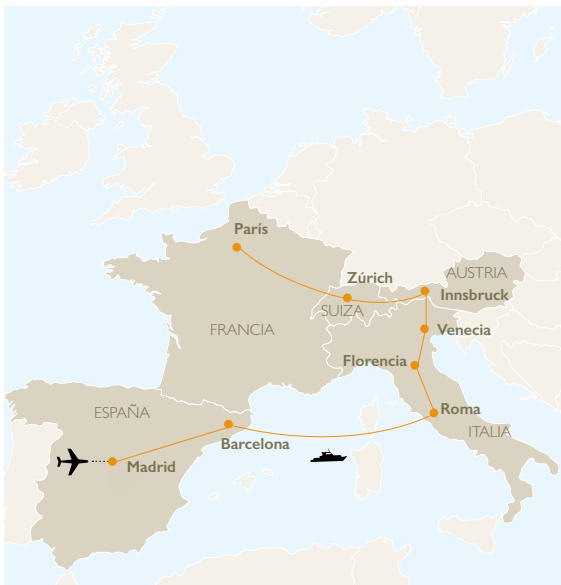 París
Zúrich
AUSTRIA
Innsbruck
SUIZA
FRANCIA
Venecia
Florencia
Roma
ESPAÑA
ITALIA
Barcelona
Madrid